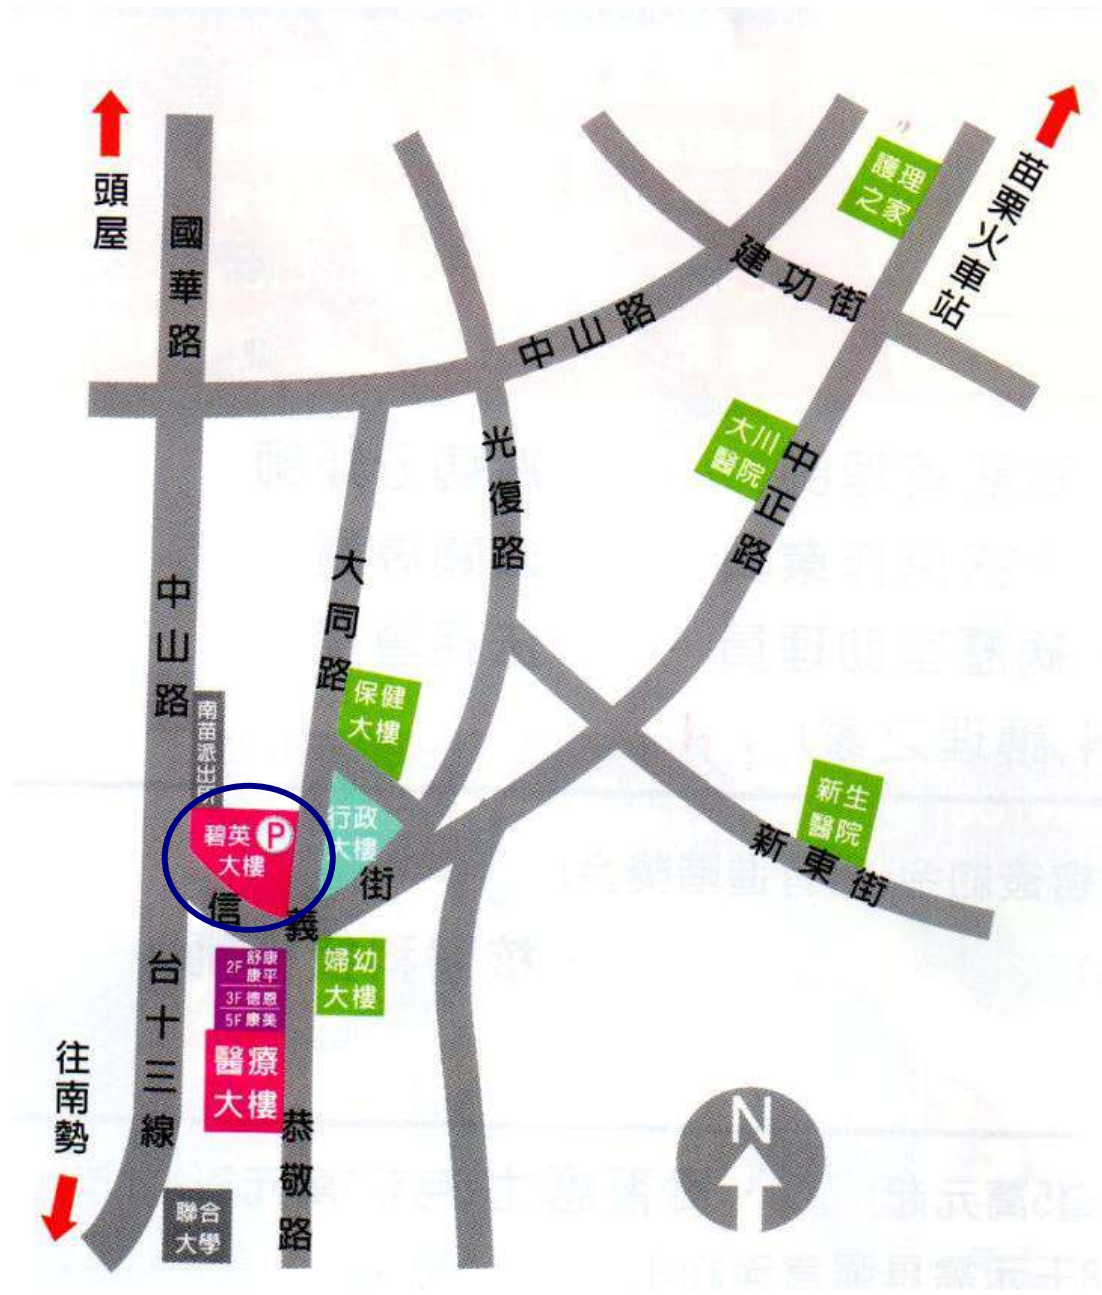 頭屋
國華路
苗栗火車站
護理
之家
建功街
中山路
大川
醫院
中正路
光復路
大同路
中山路
保健
大樓
南苗派出所
新生
醫院
新東街
碧英 P
大樓
行政
大樓
信義街
2F 舒康
康平
3F 德恩
5F 康美
婦幼
大樓
醫療
大樓
台十三線
往南勢
恭敬路
聯合
大學
N